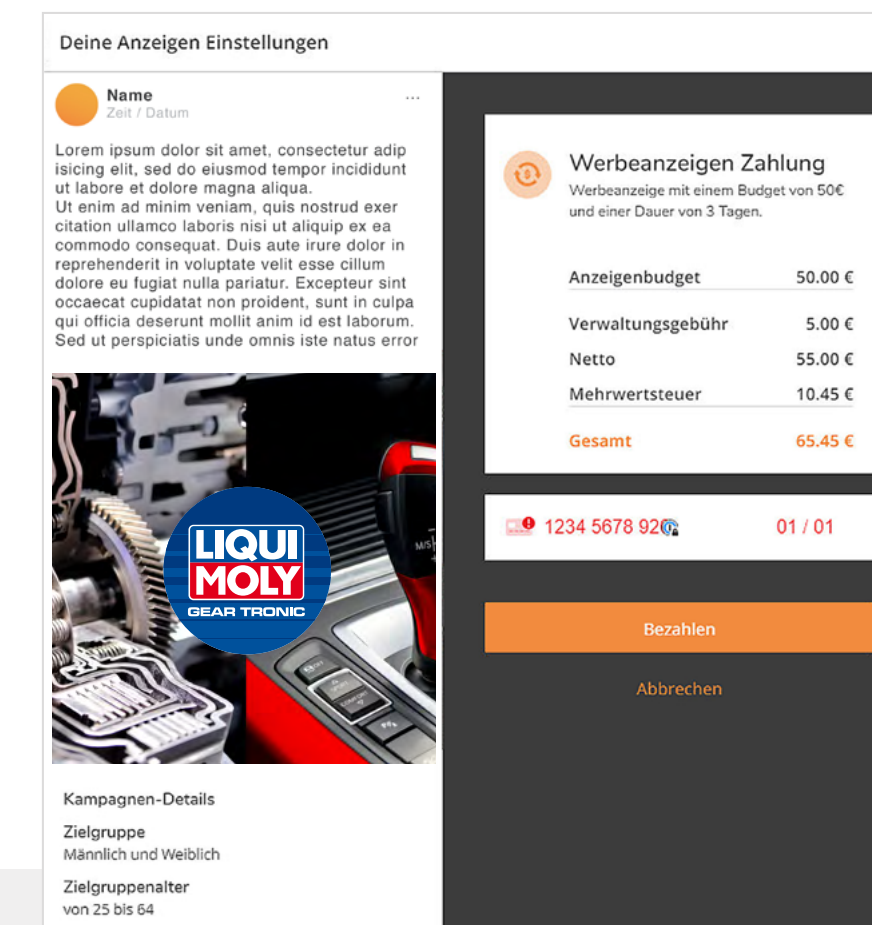 Deine Anzeigen Einstellungen
Name
...
Zeit / Datum
Lorem ipsum dolor sit amet, consectetur adip
isicing elit, sed do eiusmod tempor incididunt
ut labore et dolore magna aliqua.
Ut enim ad minim veniam, quis nostrud exer
citation ullamco laboris nisi ut aliquip ex ea
commodo consequat. Duis aute irure dolor in
reprehenderit in voluptate velit esse cillum
dolore eu fugiat nulla pariatur. Excepteur sint
occaecat cupidatat non proident, sunt in culpa
qui officia deserunt mollit anim id est laborum.
Sed ut perspiciatis unde omnis iste natus error
LIQUI
MOLY
GEAR TRONIC
M/S
OFF
SPORT
COMFORT
Kampagnen-Details
Zielgruppe
Männlich und Weiblich
Zielgruppenalter
von 25 bis 64
Werbeanzeigen Zahlung
Werbeanzeige mit einem Budget von 50€
und einer Dauer von 3 Tagen.
Anzeigenbudget 50.00 €
Verwaltungsgebühr 5.00 €
Netto 55.00 €
Mehrwertsteuer 10.45 €
Gesamt 65.45 €
1234 5678 920 01 / 01
Bezahlen
Abbrechen